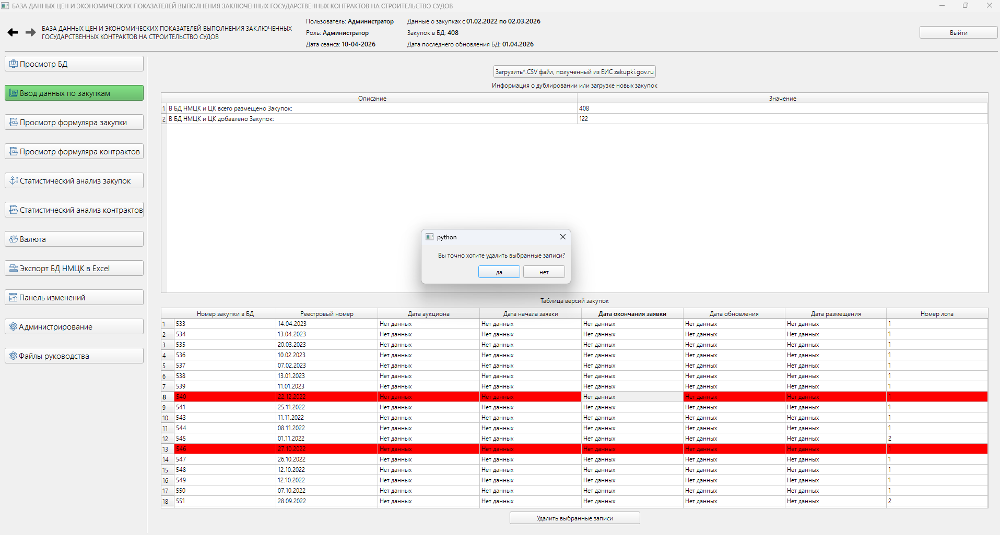 БАЗА ДАННЫХ ЦЕН И ЭКОНОМИЧЕСКИХ ПОКАЗАТЕЛЕЙ ВЫПОЛНЕНИЯ ЗАКЛЮЧЕННЫХ ГОСУДАРСТВЕННЫХ КОНТРАКТОВ НА СТРОИТЕЛЬСТВО СУДОВ
БАЗА ДАННЫХ ЦЕН И ЭКОНОМИЧЕСКИХ ПОКАЗАТЕЛЕЙ ВЫПОЛНЕНИЯ ЗАКЛЮЧЕННЫХ
ГОСУДАРСТВЕННЫХ КОНТРАКТОВ НА СТРОИТЕЛЬСТВО СУДОВ
Пользователь: Администратор
Роль: Администратор
Дата сеанса: 10-04-2026
Данные о закупках с 01.02.2022 по 02.03.2026
Закупок в БД: 408
Дата последнего обновления БД: 01.04.2026
Выйти
Просмотр БД
Ввод данных по закупкам
Просмотр формуляра закупки
Просмотр формуляра контрактов
Статистический анализ закупок
Статистический анализ контрактов
Валюта
Экспорт БД НМЦК в Excel
Панель изменений
Администрирование
Файлы руководства
Загрузить*.CSV файл, полученный из ЕИС zakupki.gov.ru
Информация о дублировании или загрузке новых закупок
Описание Значение
1 В БД НМЦК и ЦК всего размещено Закупок: 408
2 В БД НМЦК и ЦК добавлено Закупок: 122
python
Вы точно хотите удалить выбранные записи?
да нет
Таблица версий закупок
Номер закупки в БД Реестровый номер Дата аукциона Дата начала заявки Дата окончания заявки Дата обновления Дата размещения Номер лота
1 533 14.04.2023 Нет данных Нет данных Нет данных Нет данных Нет данных 1
2 534 13.04.2023 Нет данных Нет данных Нет данных Нет данных Нет данных 1
3 535 20.03.2023 Нет данных Нет данных Нет данных Нет данных Нет данных 1
4 536 10.02.2023 Нет данных Нет данных Нет данных Нет данных Нет данных 1
5 537 07.02.2023 Нет данных Нет данных Нет данных Нет данных Нет данных 1
6 538 13.01.2023 Нет данных Нет данных Нет данных Нет данных Нет данных 1
7 539 11.01.2023 Нет данных Нет данных Нет данных Нет данных Нет данных 1
8 540 22.12.2022 Нет данных Нет данных Нет данных Нет данных Нет данных 1
9 541 25.11.2022 Нет данных Нет данных Нет данных Нет данных Нет данных 1
10 543 11.11.2022 Нет данных Нет данных Нет данных Нет данных Нет данных 1
11 544 08.11.2022 Нет данных Нет данных Нет данных Нет данных Нет данных 1
12 545 01.11.2022 Нет данных Нет данных Нет данных Нет данных Нет данных 2
13 546 27.10.2022 Нет данных Нет данных Нет данных Нет данных Нет данных 1
14 547 26.10.2022 Нет данных Нет данных Нет данных Нет данных Нет данных 1
15 548 12.10.2022 Нет данных Нет данных Нет данных Нет данных Нет данных 1
16 549 12.10.2022 Нет данных Нет данных Нет данных Нет данных Нет данных 1
17 550 07.10.2022 Нет данных Нет данных Нет данных Нет данных Нет данных 1
18 551 28.09.2022 Нет данных Нет данных Нет данных Нет данных Нет данных 2
Удалить выбранные записи